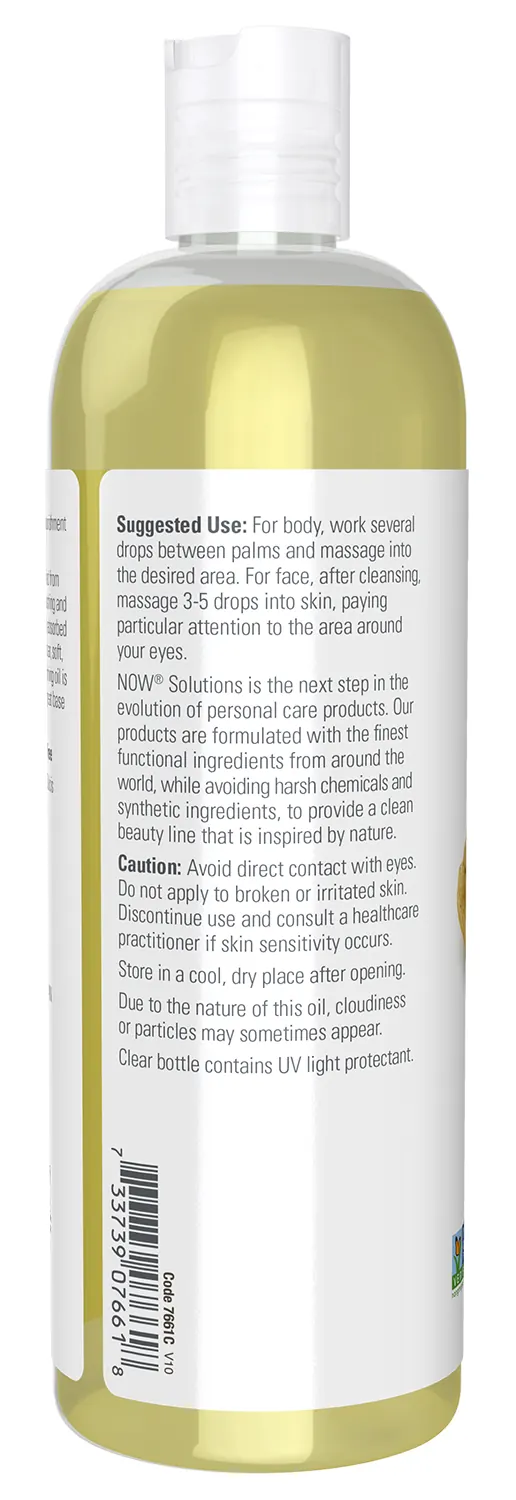 Suggested Use: For body, work several
drops between palms and massage into
the desired area. For face, after cleansing,
massage 3-5 drops into skin, paying
particular attention to the area around
your eyes.
NOW® Solutions is the next step in the
evolution of personal care products. Our
products are formulated with the finest
functional ingredients from around the
world, while avoiding harsh chemicals and
synthetic ingredients, to provide a clean
beauty line that is inspired by nature.
Caution: Avoid direct contact with eyes.
Do not apply to broken or irritated skin.
Discontinue use and consult a healthcare
practitioner if skin sensitivity occurs.
Store in a cool, dry place after opening.
Due to the nature of this oil, cloudiness
or particles may sometimes appear.
Clear bottle contains UV light protectant.
7 33739 07661 8
Code 7661C V10